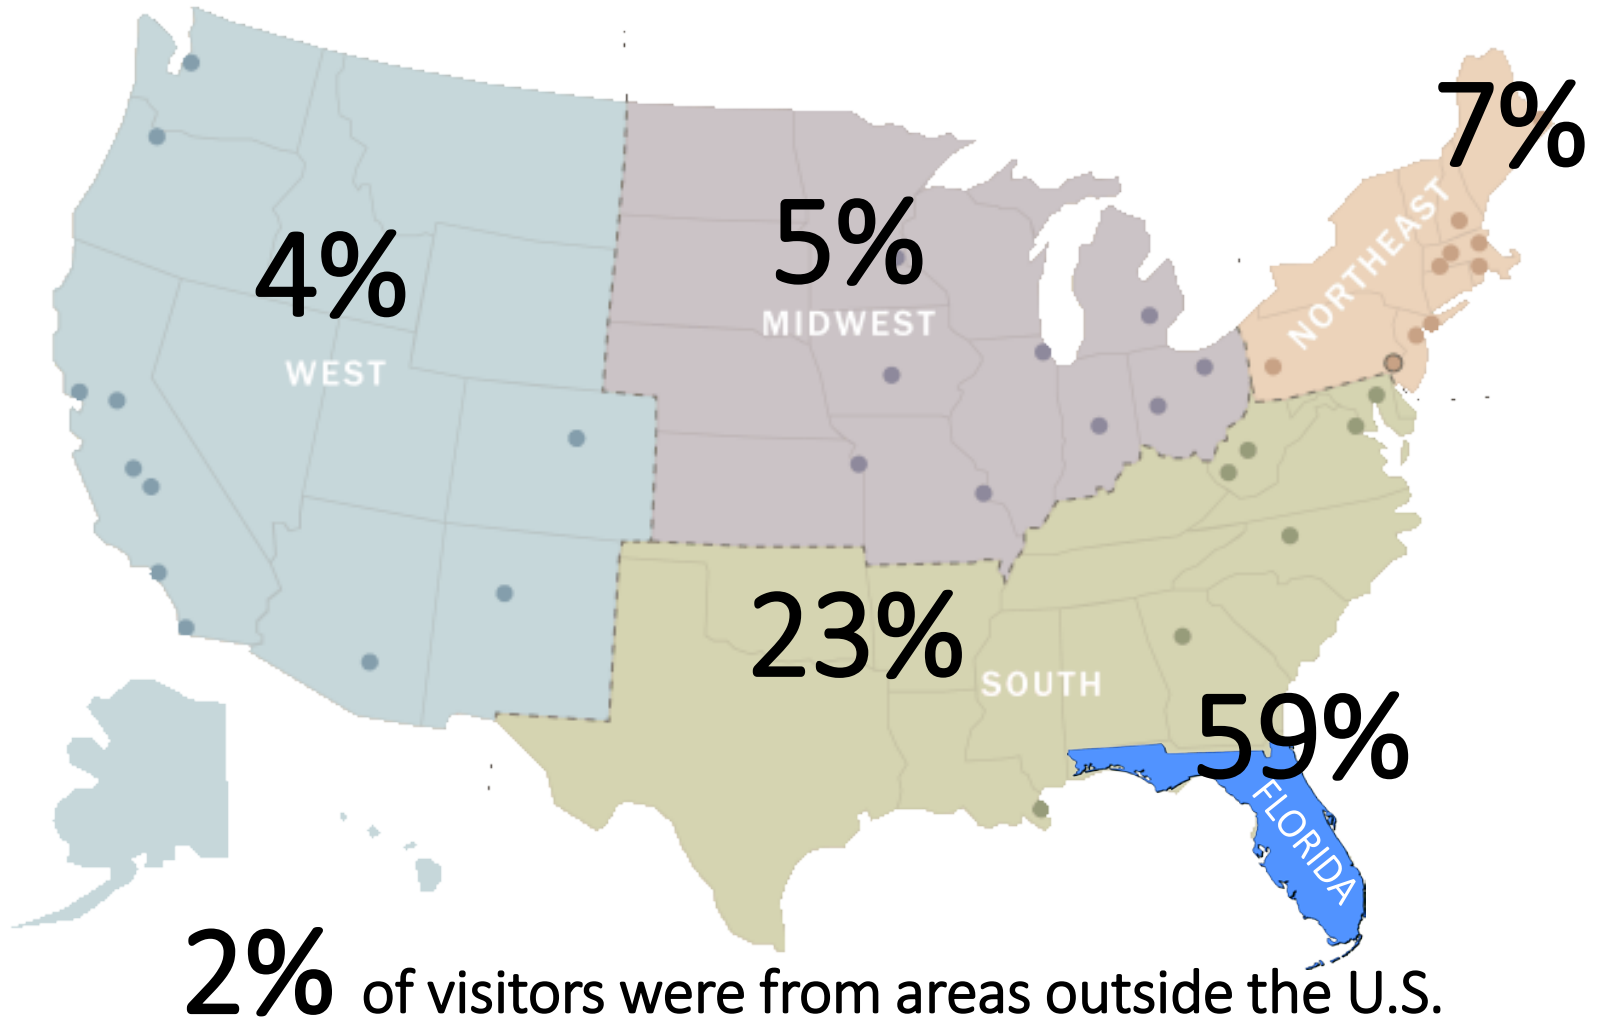 7%
5%
4%
NORTHEAST
MIDWEST
WEST
23%
SOUTH
59%
FLORIDA
2% of visitors were from areas outside the U.S.